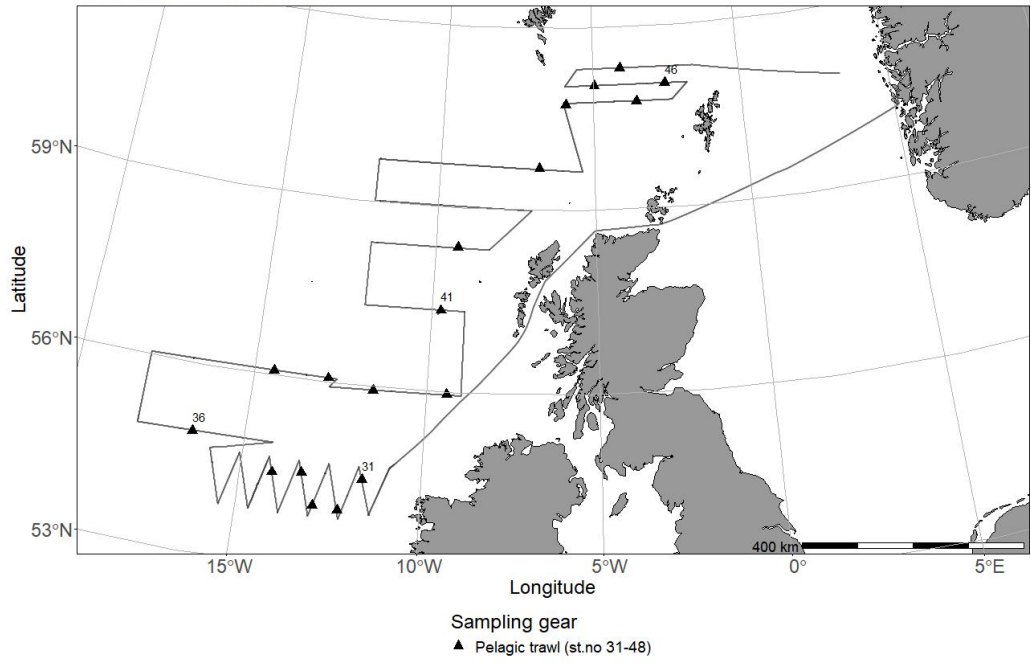 46
59°N
41
56°N
36
31
53°N
400 km
15°W
10°W
5°W
0°
5°E
Latitude
Longitude
Sampling gear
Pelagic trawl (st.no 31-48)